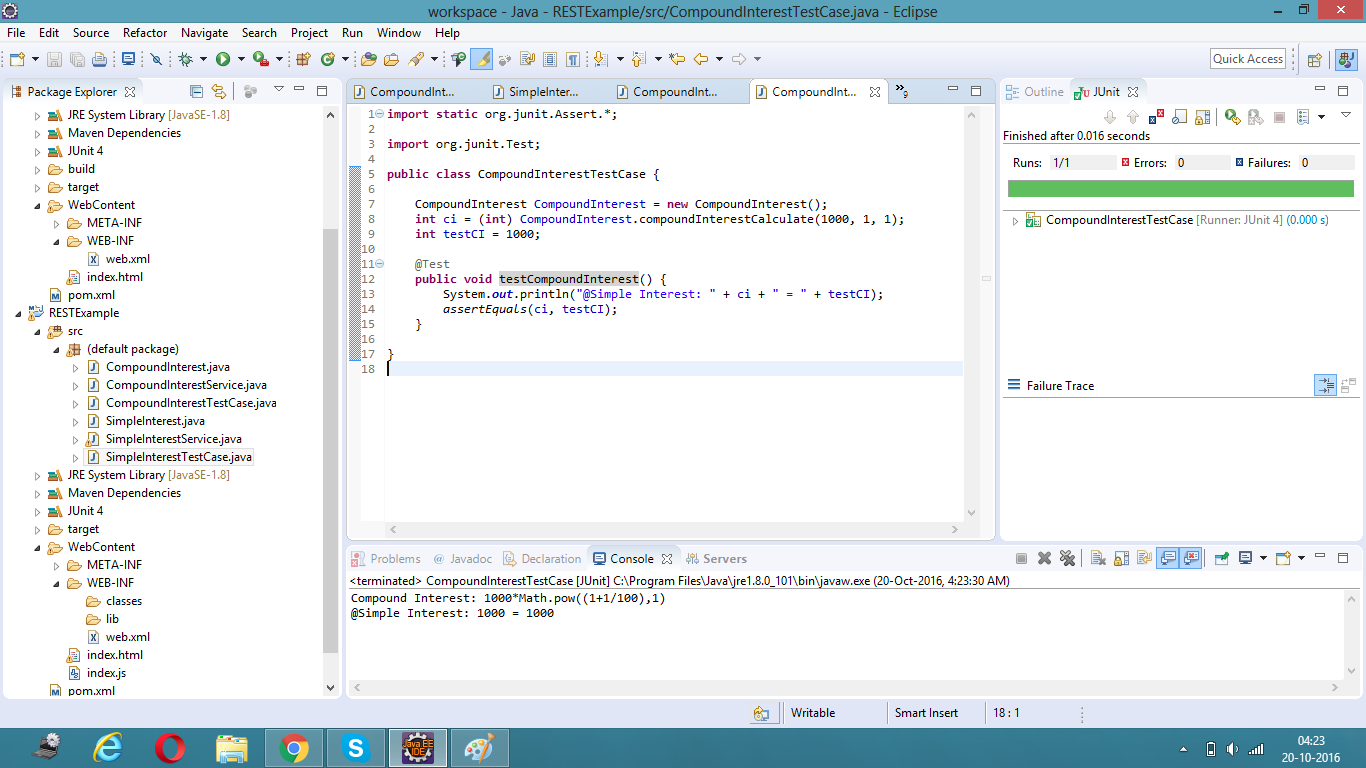 workspace - Java - RESTExample/src/CompoundInterestTestCase.java - Eclipse
File Edit Source Refactor Navigate Search Project Run Window Help
Quick Access
Package Explorer
JRE System Library [JavaSE-1.8]
Maven Dependencies
JUnit 4
build
target
WebContent
META-INF
WEB-INF
web.xml
index.html
pom.xml
RESTExample
src
(default package)
CompoundInterest.java
CompoundInterestService.java
CompoundInterestTestCase.java
SimpleInterest.java
SimpleInterestService.java
SimpleInterestTestCase.java
JRE System Library [JavaSE-1.8]
Maven Dependencies
JUnit 4
target
WebContent
META-INF
WEB-INF
classes
lib
web.xml
index.html
index.js
pom.xml
CompoundInt... SimpleInter... CompoundInt... CompoundInt... »9
1 import static org.junit.Assert.*;
2
3 import org.junit.Test;
4
5 public class CompoundInterestTestCase {
6
7 CompoundInterest CompoundInterest = new CompoundInterest();
8 int ci = (int) CompoundInterest.compoundInterestCalculate(1000, 1, 1);
9 int testCI = 1000;
10
11 @Test
12 public void testCompoundInterest() {
13 System.out.println("@Simple Interest: " + ci + " = " + testCI);
14 assertEquals(ci, testCI);
15 }
16
17 }
18
Outline JUnit
Finished after 0.016 seconds
Runs: 1/1 Errors: 0 Failures: 0
CompoundInterestTestCase [Runner: JUnit 4] (0.000 s)
Failure Trace
Problems @ Javadoc Declaration Console Servers
<terminated> CompoundInterestTestCase [JUnit] C:\Program Files\Java\jre1.8.0_101\bin\javaw.exe (20-Oct-2016, 4:23:30 AM)
Compound Interest: 1000*Math.pow((1+1/100),1)
@Simple Interest: 1000 = 1000
Writable Smart Insert 18 : 1
Java EE
IDE
04:23
20-10-2016